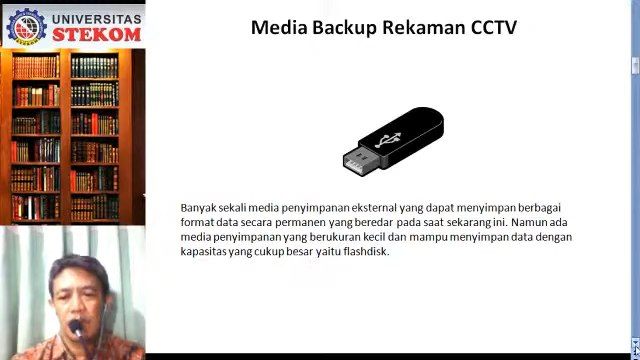 UNIVERSITAS
STEKOM
Media Backup Rekaman CCTV
Banyak sekali media penyimpanan eksternal yang dapat menyimpan berbagai
format data secara permanen yang beredar pada saat sekarang ini. Namun ada
media penyimpanan yang berukuran kecil dan mampu menyimpan data dengan
kapasitas yang cukup besar yaitu flashdisk.